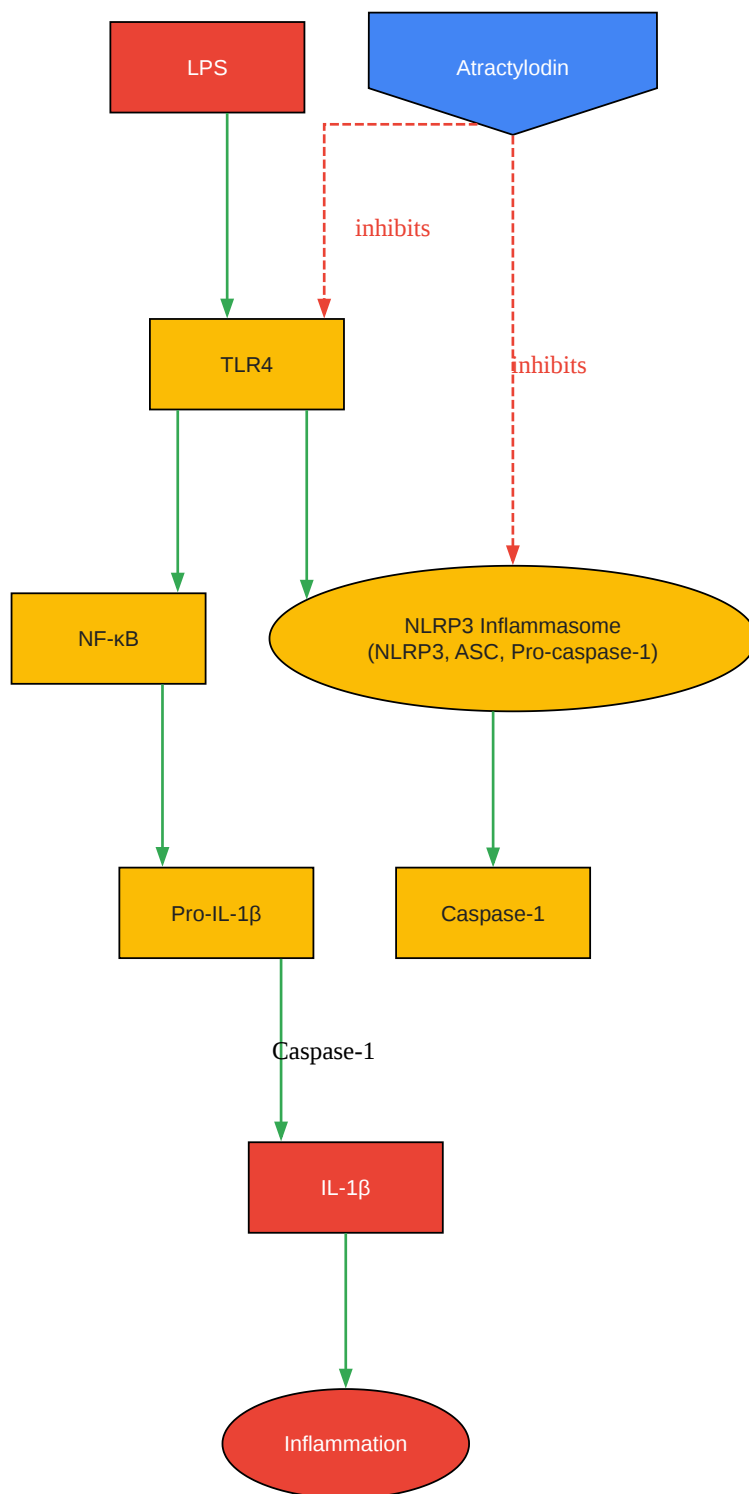 LPS
Atractylodin
inhibits
TLR4
inhibits
NF-κB
NLRP3 Inflammasome
(NLRP3, ASC, Pro-caspase-1)
Pro-IL-1β
Caspase-1
Caspase-1
IL-1β
Inflammation